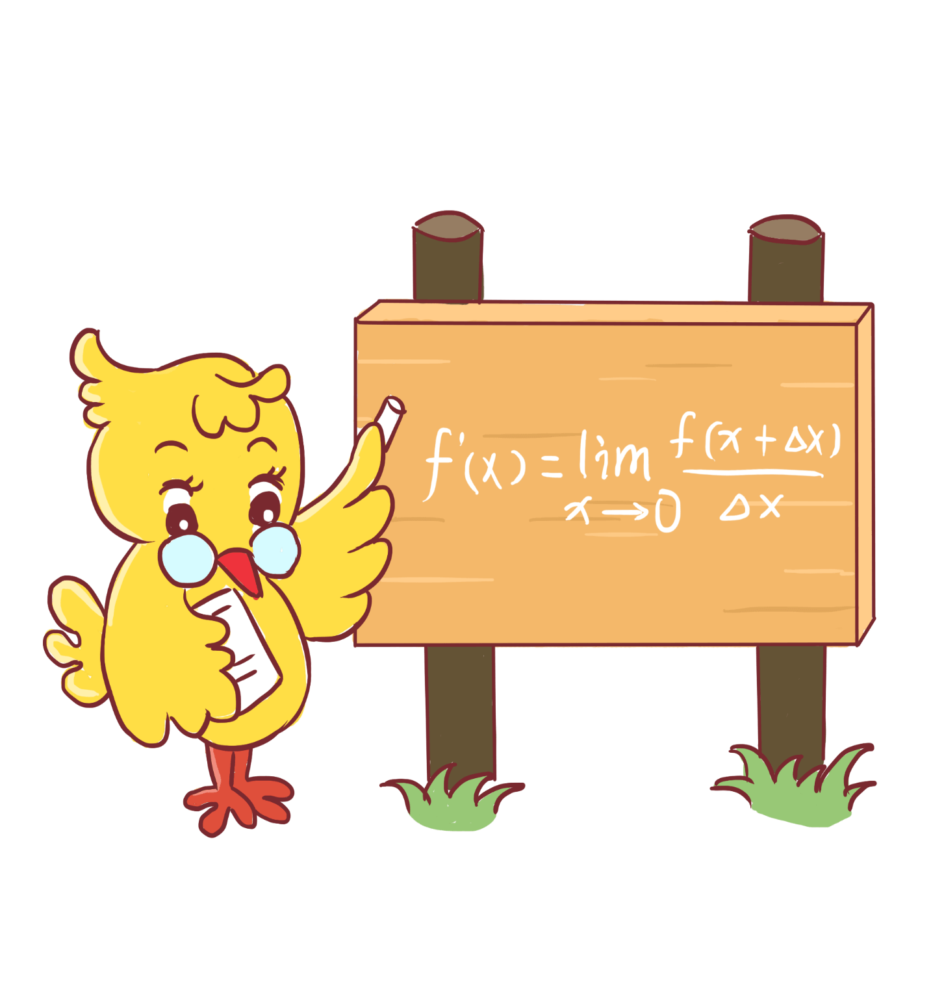 f'(x) = lim f(x + Δx)
x→0 Δx